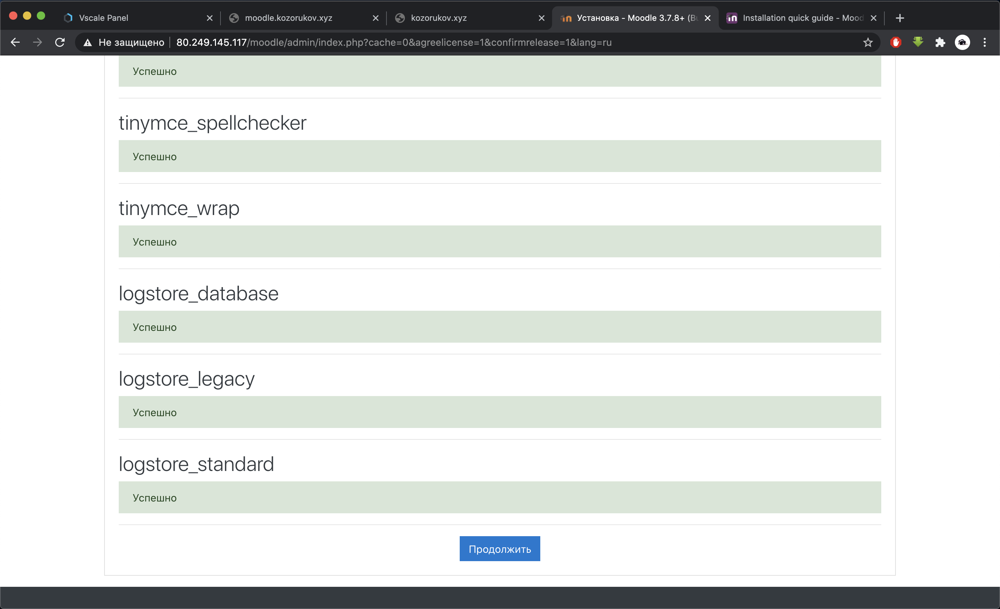 Vscale Panel
moodle.kozorukov.xyz
kozorukov.xyz
Установка - Moodle 3.7.8+ (Bu
Installation quick guide - Mood
Не защищено
80.249.145.117/moodle/admin/index.php?cache=0&agreelicense=1&confirmrelease=1&lang=ru
Успешно
tinymce_spellchecker
Успешно
tinymce_wrap
Успешно
logstore_database
Успешно
logstore_legacy
Успешно
logstore_standard
Успешно
Продолжить